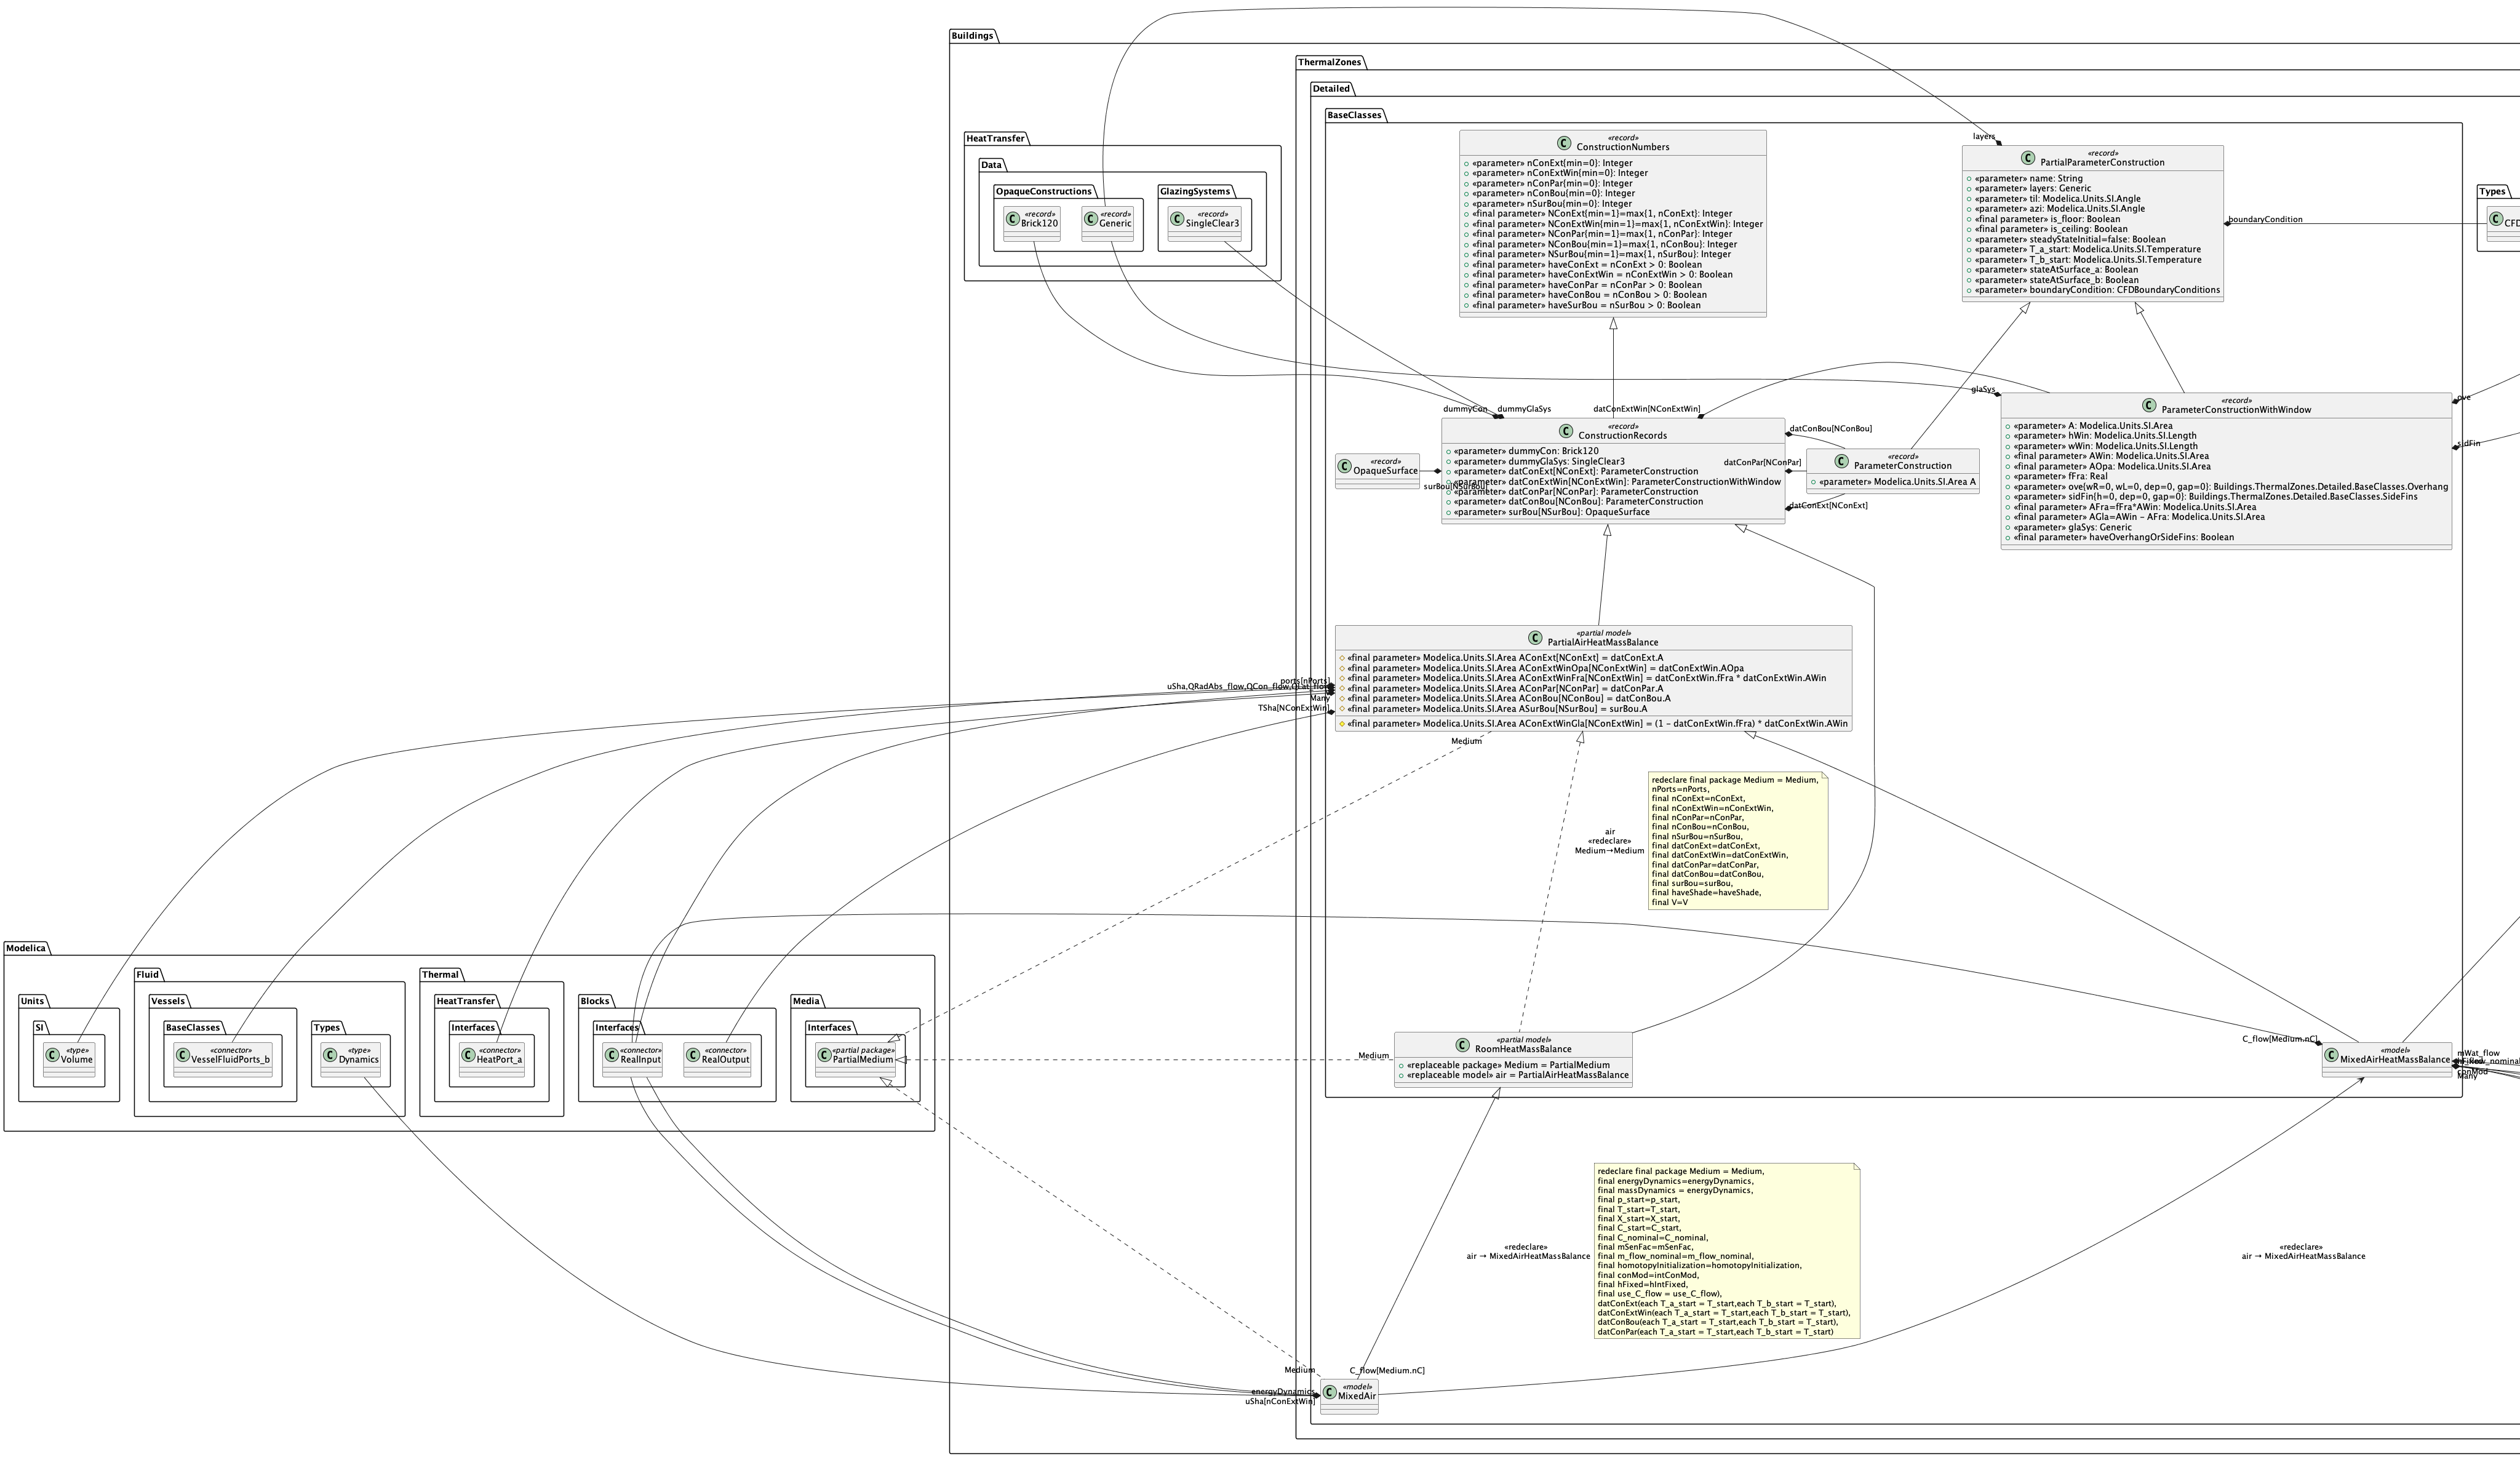 Buildings
ThermalZones
Detailed
BaseClasses
HeatTransfer
Data
OpaqueConstructions
«record»
Brick120
«record»
Generic
GlazingSystems
«record»
SingleClear3
«record»
ConstructionNumbers
«parameter» nConExt{min=0}: Integer
«parameter» nConExtWin{min=0}: Integer
«parameter» nConPar{min=0}: Integer
«parameter» nConBou{min=0}: Integer
«parameter» nSurBou{min=0}: Integer
«final parameter» NConExt{min=1}=max{1, nConExt}: Integer
«final parameter» NConExtWin{min=1}=max{1, nConExtWin}: Integer
«final parameter» NConPar{min=1}=max{1, nConPar}: Integer
«final parameter» NConBou{min=1}=max{1, nConBou}: Integer
«final parameter» NSurBou{min=1}=max{1, nSurBou}: Integer
«final parameter» haveConExt = nConExt > 0: Boolean
«final parameter» haveConExtWin = nConExtWin > 0: Boolean
«final parameter» haveConPar = nConPar > 0: Boolean
«final parameter» haveConBou = nConBou > 0: Boolean
«final parameter» haveSurBou = nSurBou > 0: Boolean
layers
«record»
PartialParameterConstruction
«parameter» name: String
«parameter» layers: Generic
«parameter» til: Modelica.Units.SI.Angle
«parameter» azi: Modelica.Units.SI.Angle
«final parameter» is_floor: Boolean
«final parameter» is_ceiling: Boolean
«parameter» steadyStateInitial=false: Boolean
«parameter» T_a_start: Modelica.Units.SI.Temperature
«parameter» T_b_start: Modelica.Units.SI.Temperature
«parameter» stateAtSurface_a: Boolean
«parameter» stateAtSurface_b: Boolean
«parameter» boundaryCondition: CFDBoundaryConditions
boundaryCondition
Types
CFD
dummyCon
dummyGlaSys
datConExtWin[NConExtWin]
glaSys
«record»
ConstructionRecords
«parameter» dummyCon: Brick120
«parameter» dummyGlaSys: SingleClear3
«parameter» datConExt[NConExt]: ParameterConstruction
«parameter» datConExtWin[NConExtWin]: ParameterConstructionWithWindow
«parameter» datConPar[NConPar]: ParameterConstruction
«parameter» datConBou[NConBou]: ParameterConstruction
«parameter» surBou[NSurBou]: OpaqueSurface
«record»
OpaqueSurface
surBou[NSurBou]
datConBou[NConBou]
datConPar[NConPar]
datConExt[NConExt]
«record»
ParameterConstruction
«parameter» Modelica.Units.SI.Area A
«record»
ParameterConstructionWithWindow
«parameter» A: Modelica.Units.SI.Area
«parameter» hWin: Modelica.Units.SI.Length
«parameter» wWin: Modelica.Units.SI.Length
«final parameter» AWin: Modelica.Units.SI.Area
«final parameter» AOpa: Modelica.Units.SI.Area
«parameter» fFra: Real
«parameter» ove{wR=0, wL=0, dep=0, gap=0}: Buildings.ThermalZones.Detailed.BaseClasses.Overhang
«parameter» sidFin{h=0, dep=0, gap=0}: Buildings.ThermalZones.Detailed.BaseClasses.SideFins
«final parameter» AFra=fFra*AWin: Modelica.Units.SI.Area
«final parameter» AGla=AWin - AFra: Modelica.Units.SI.Area
«parameter» glaSys: Generic
«final parameter» haveOverhangOrSideFins: Boolean
ove
sidFin
«partial model»
PartialAirHeatMassBalance
«final parameter» Modelica.Units.SI.Area AConExt[NConExt] = datConExt.A
«final parameter» Modelica.Units.SI.Area AConExtWinOpa[NConExtWin] = datConExtWin.AOpa
«final parameter» Modelica.Units.SI.Area AConExtWinFra[NConExtWin] = datConExtWin.fFra * datConExtWin.AWin
«final parameter» Modelica.Units.SI.Area AConPar[NConPar] = datConPar.A
«final parameter» Modelica.Units.SI.Area AConBou[NConBou] = datConBou.A
«final parameter» Modelica.Units.SI.Area ASurBou[NSurBou] = surBou.A
«final parameter» Modelica.Units.SI.Area AConExtWinGla[NConExtWin] = (1 - datConExtWin.fFra) * datConExtWin.AWin
ports[nPorts]
uSha,QRadAbs_flow,QCon_flow,QLat_flow
Many
TSha[NConExtWin]
Medium
redeclare final package Medium = Medium,
nPorts=nPorts,
final nConExt=nConExt,
final nConExtWin=nConExtWin,
final nConPar=nConPar,
final nConBou=nConBou,
final nSurBou=nSurBou,
final datConExt=datConExt,
final datConExtWin=datConExtWin,
final datConPar=datConPar,
final datConBou=datConBou,
final surBou=surBou,
final haveShade=haveShade,
final V=V
air
«redeclare»
Medium→Medium
Modelica
Units
SI
«type»
Volume
Fluid
Vessels
BaseClasses
«connector»
VesselFluidPorts_b
Types
«type»
Dynamics
Thermal
HeatTransfer
Interfaces
«connector»
HeatPort_a
Blocks
Interfaces
«connector»
RealInput
«connector»
RealOutput
Media
Interfaces
«partial package»
PartialMedium
Medium
«partial model»
RoomHeatMassBalance
«replaceable package» Medium = PartialMedium
«replaceable model» air = PartialAirHeatMassBalance
C_flow[Medium.nC]
«model»
MixedAirHeatMassBalance
mWat_flow
conMod
Many
redeclare final package Medium = Medium,
final energyDynamics=energyDynamics,
final massDynamics = energyDynamics,
final p_start=p_start,
final T_start=T_start,
final X_start=X_start,
final C_start=C_start,
final C_nominal=C_nominal,
final mSenFac=mSenFac,
final m_flow_nominal=m_flow_nominal,
final homotopyInitialization=homotopyInitialization,
final conMod=intConMod,
final hFixed=hIntFixed,
final use_C_flow = use_C_flow),
datConExt(each T_a_start = T_start,each T_b_start = T_start),
datConExtWin(each T_a_start = T_start,each T_b_start = T_start),
datConBou(each T_a_start = T_start,each T_b_start = T_start),
datConPar(each T_a_start = T_start,each T_b_start = T_start)
«redeclare»
air → MixedAirHeatMassBalance
«redeclare»
air → MixedAirHeatMassBalance
Medium
C_flow[Medium.nC]
energyDynamics
uSha[nConExtWin]
«model»
MixedAir